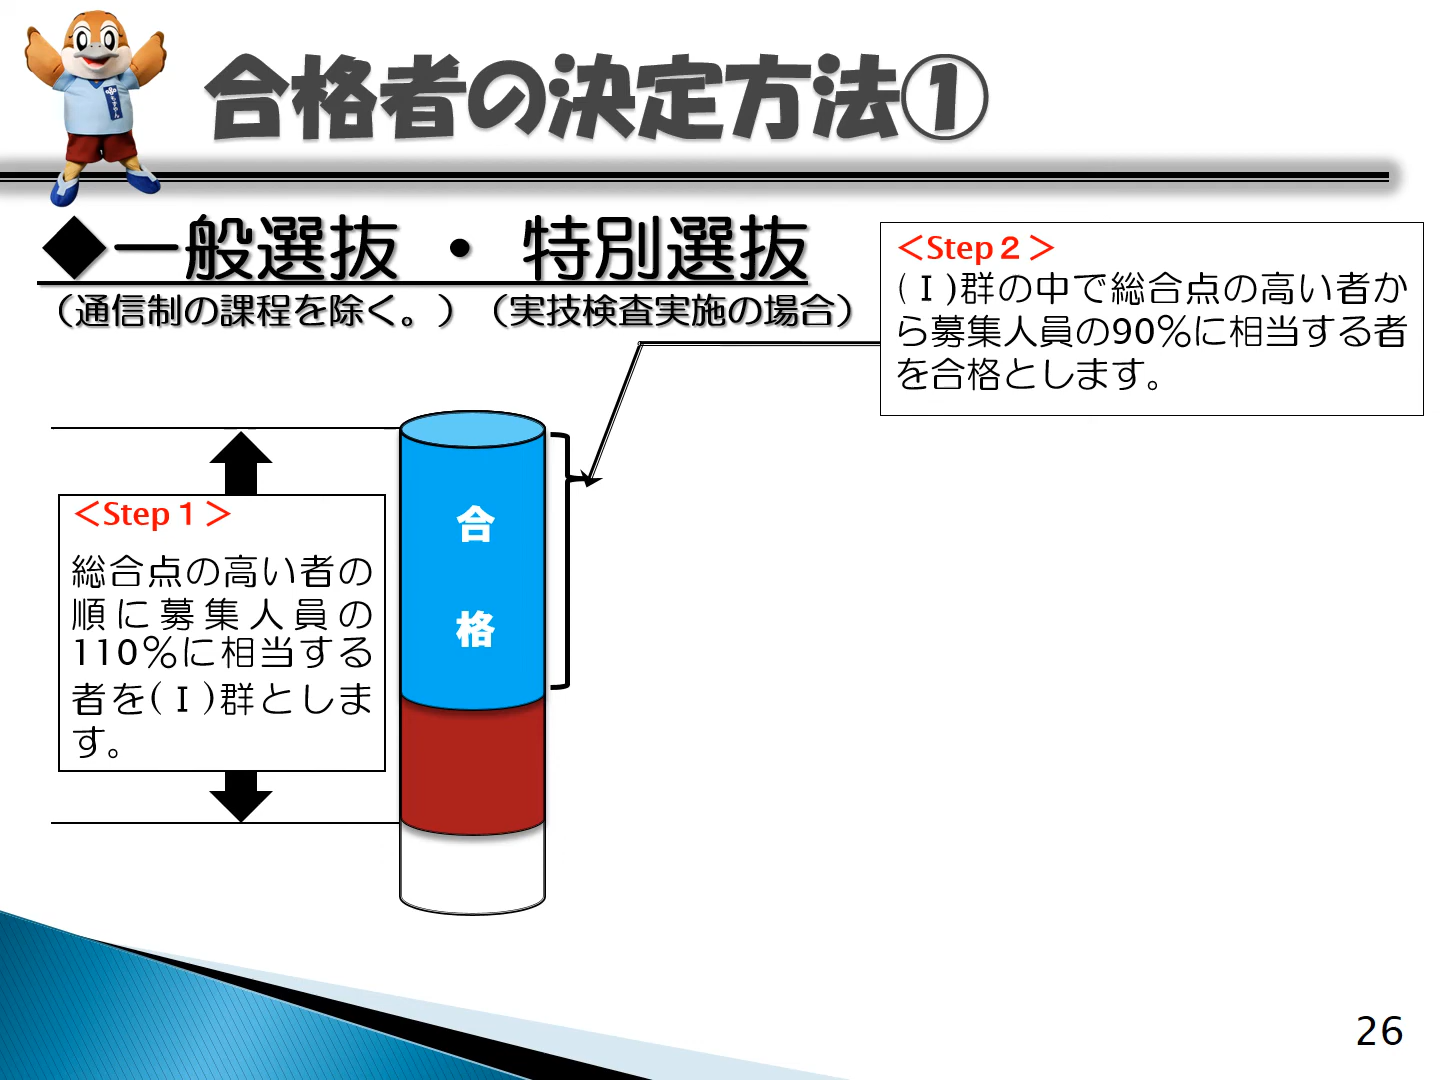 合格者の決定方法①
◆一般選抜 ・ 特別選抜
（通信制の課程を除く。）（実技検査実施の場合）
＜Step２＞
(Ⅰ)群の中で総合点の高い者か
ら募集人員の90％に相当する者
を合格とします。
＜Step１＞
総合点の高い者の
順に募集人員の
110％に相当する
者を(Ⅰ)群としま
す。
合
格
26